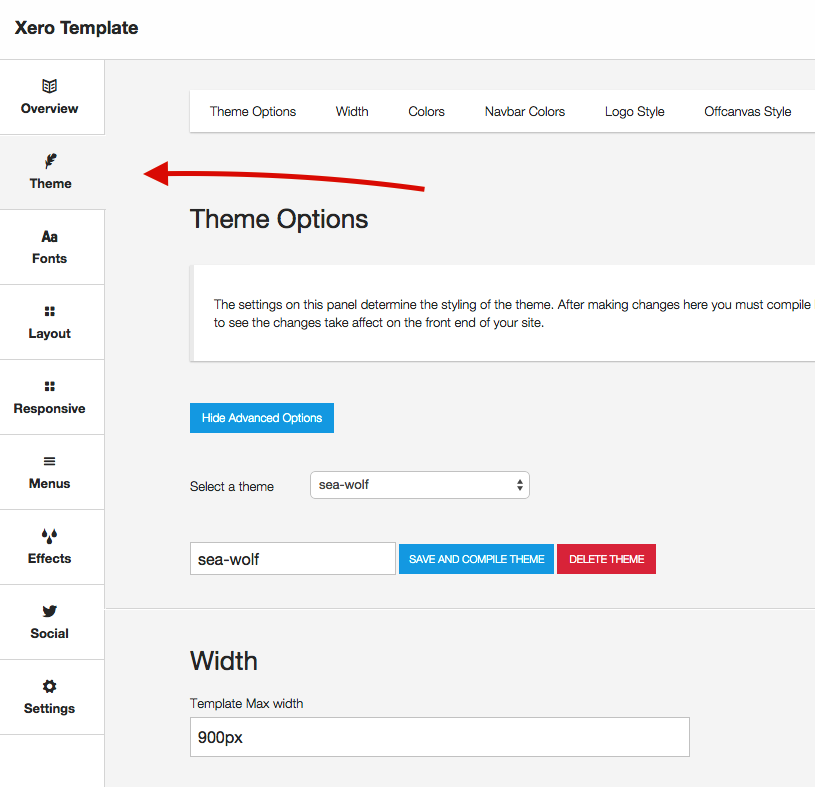 Xero Template
Overview
Theme
Aa
Fonts
Layout
Responsive
Menus
Effects
Social
Settings
Theme Options Width Colors Navbar Colors Logo Style Offcanvas Style
Theme Options
The settings on this panel determine the styling of the theme. After making changes here you must compile
to see the changes take affect on the front end of your site.
Hide Advanced Options
Select a theme sea-wolf
sea-wolf SAVE AND COMPILE THEME DELETE THEME
Width
Template Max width
900px